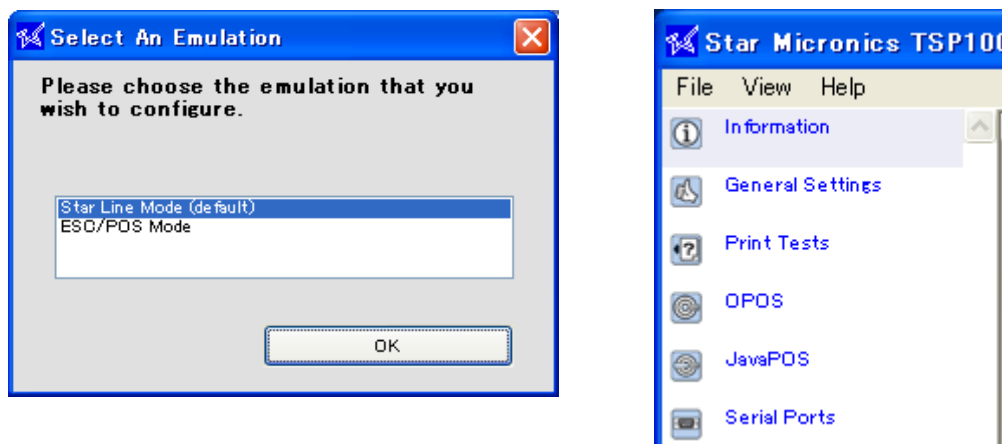 Select An Emulation
Please choose the emulation that you
wish to configure.
Star Line Mode (default)
ESC/POS Mode
OK
Star Micronics TSP100
File View Help
Information
General Settings
Print Tests
OPOS
JavaPOS
Serial Ports